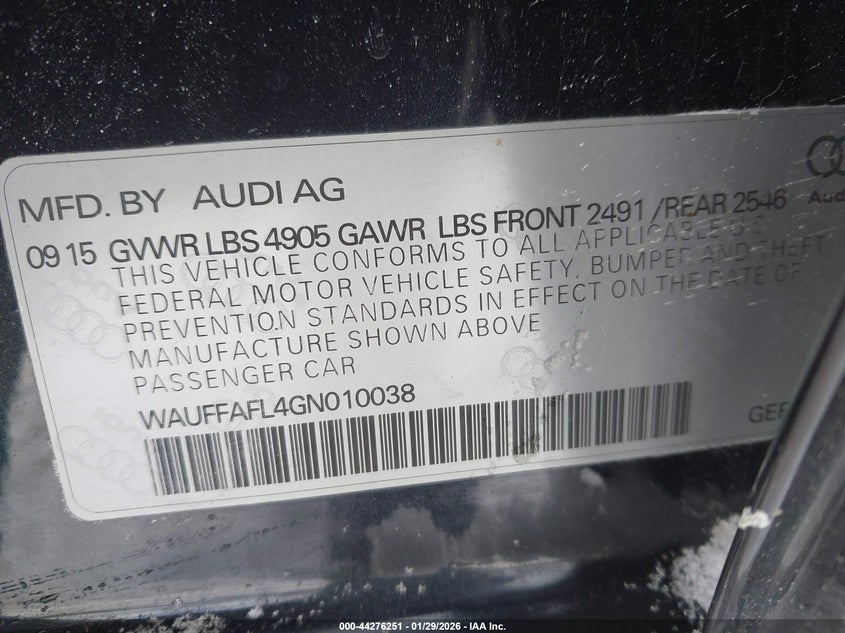 MFD. BY AUDI AG
09 15 GVWR LBS 4905 GAWR LBS FRONT 2491 /REAR 2546
THIS VEHICLE CONFORMS TO ALL APPLICABLE U.S.
FEDERAL MOTOR VEHICLE SAFETY, BUMPER AND THEFT
PREVENTION STANDARDS IN EFFECT ON THE DATE OF
MANUFACTURE SHOWN ABOVE
PASSENGER CAR
WAUFFAFL4GN010038
000-44276251 - 01/29/2026 - IAA Inc.